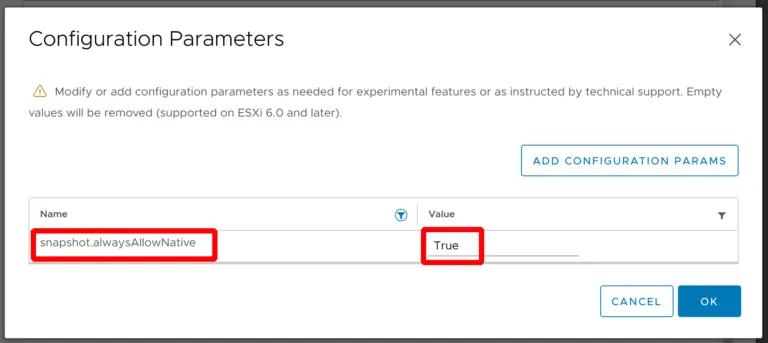 Configuration Parameters
Modify or add configuration parameters as needed for experimental features or as instructed by technical support. Empty
values will be removed (supported on ESXi 6.0 and later).
ADD CONFIGURATION PARAMS
Name Value
snapshot.alwaysAllowNative True
CANCEL OK